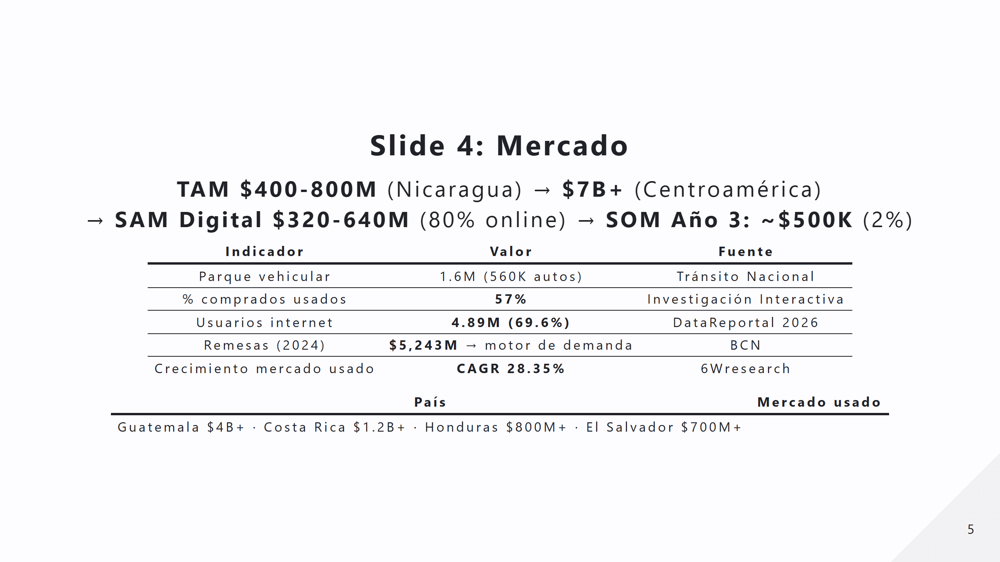 Slide 4: Mercado
TAM $400-800M (Nicaragua) → $7B+ (Centroamérica)
→ SAM Digital $320-640M (80% online) → SOM Año 3: ~$500K (2%)
Indicador Valor Fuente
Parque vehicular 1.6M (560K autos) Tránsito Nacional
% comprados usados 57% Investigación Interactiva
Usuarios internet 4.89M (69.6%) DataReportal 2026
Remesas (2024) $5,243M → motor de demanda BCN
Crecimiento mercado usado CAGR 28.35% 6Wresearch
País Mercado usado
Guatemala $4B+ · Costa Rica $1.2B+ · Honduras $800M+ · El Salvador $700M+
5